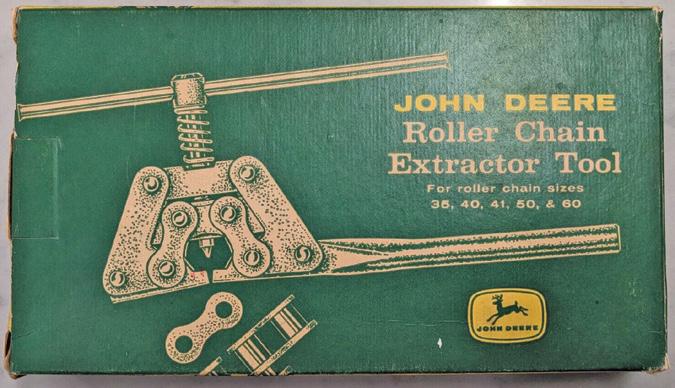 JOHN DEERE
Roller Chain
Extractor Tool
For roller chain sizes
35, 40, 41, 50, & 60
JOHN DEERE